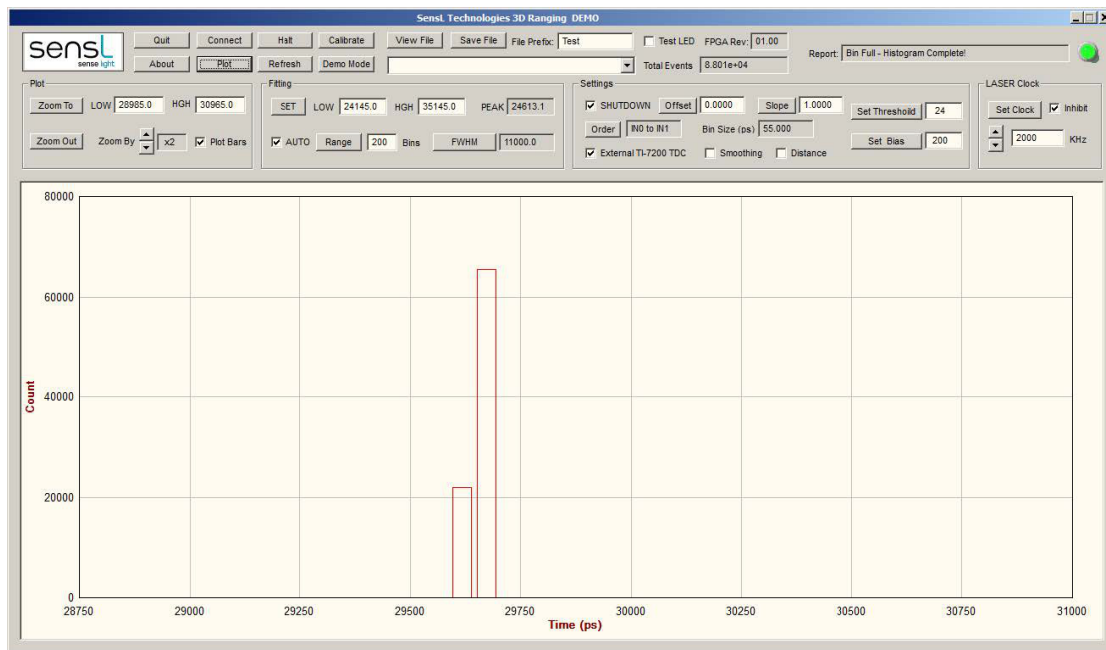 SensL Technologies 3D Ranging DEMO
sensL
sense light
Quit Connect Halt Calibrate View File Save File File Prefix: Test Test LED FPGA Rev: 01.00
About Plot Refresh Demo Mode Total Events 8.801e+04
Report: Bin Full - Histogram Complete!
Plot
Zoom To LOW 28985.0 HGH 30965.0
Zoom Out Zoom By x2 Plot Bars
Fitting
SET LOW 24145.0 HGH 35145.0 PEAK 24613.1
AUTO Range 200 Bins FWHM 11000.0
Settings
SHUTDOWN Offset 0.0000 Slope 1.0000 Set Threshold 24
Order IN0 to IN1 Bin Size (ps) 55.000 Set Bias 200
External TI-7200 TDC Smoothing Distance
LASER Clock
Set Clock Inhibit
2000 KHz
80000
60000
40000
20000
0
Count
28750 29000 29250 29500 29750 30000 30250 30500 30750 31000
Time (ps)